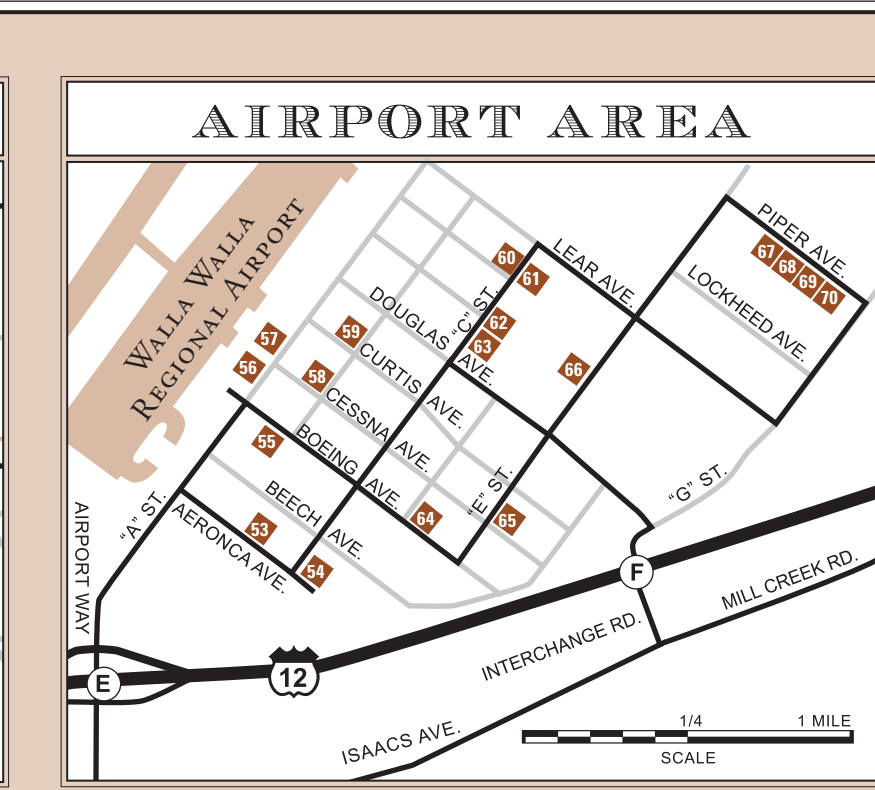 AIRPORT AREA
WALLA WALLA
REGIONAL AIRPORT
PIPER AVE.
67
68
69
70
LOCKHEED AVE.
LEAR AVE.
60
61
"C" ST.
62
63
DOUGLAS AVE.
59
57
56
58
CURTIS AVE.
66
CESSNA AVE.
55
BOEING AVE.
"E" ST.
64
65
"G" ST.
BEECH AVE.
"A" ST.
AERONCA AVE.
53
54
AIRPORT WAY
F
MILL CREEK RD.
INTERCHANGE RD.
E
12
ISAACS AVE.
1/4 1 MILE
SCALE